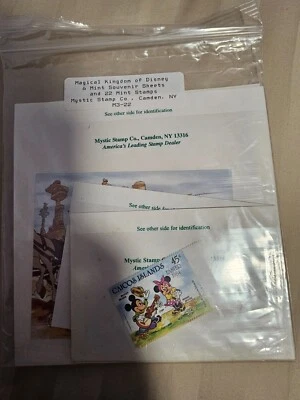 Magical Kingdom of Disney
6 Mint Souvenir Sheets
and 22 Mint Stamps
Mystic Stamp Co., Camden, NY
M3-22
See other side for identification
Mystic Stamp Co., Camden, NY 13316
America's Leading Stamp Dealer
See other side for
See other side for identification
Mystic Stamp
CAICOS ISLANDS
45¢